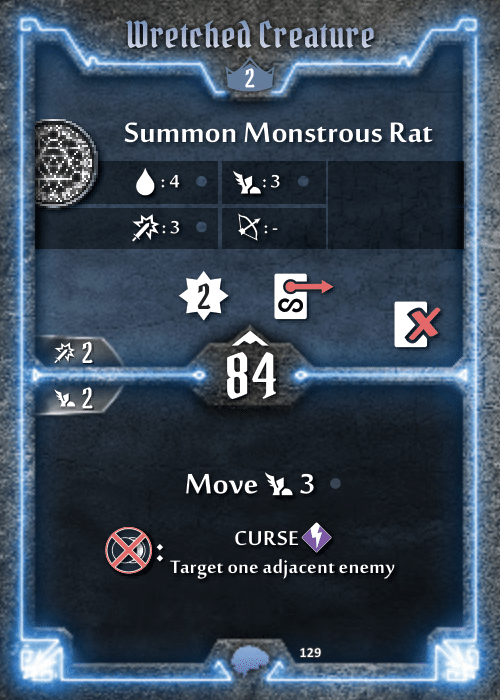 Wretched Creature
2
Summon Monstrous Rat
: 4
: 3
: 3
: -
2
2
84
2
Move 3
:
CURSE
Target one adjacent enemy
129